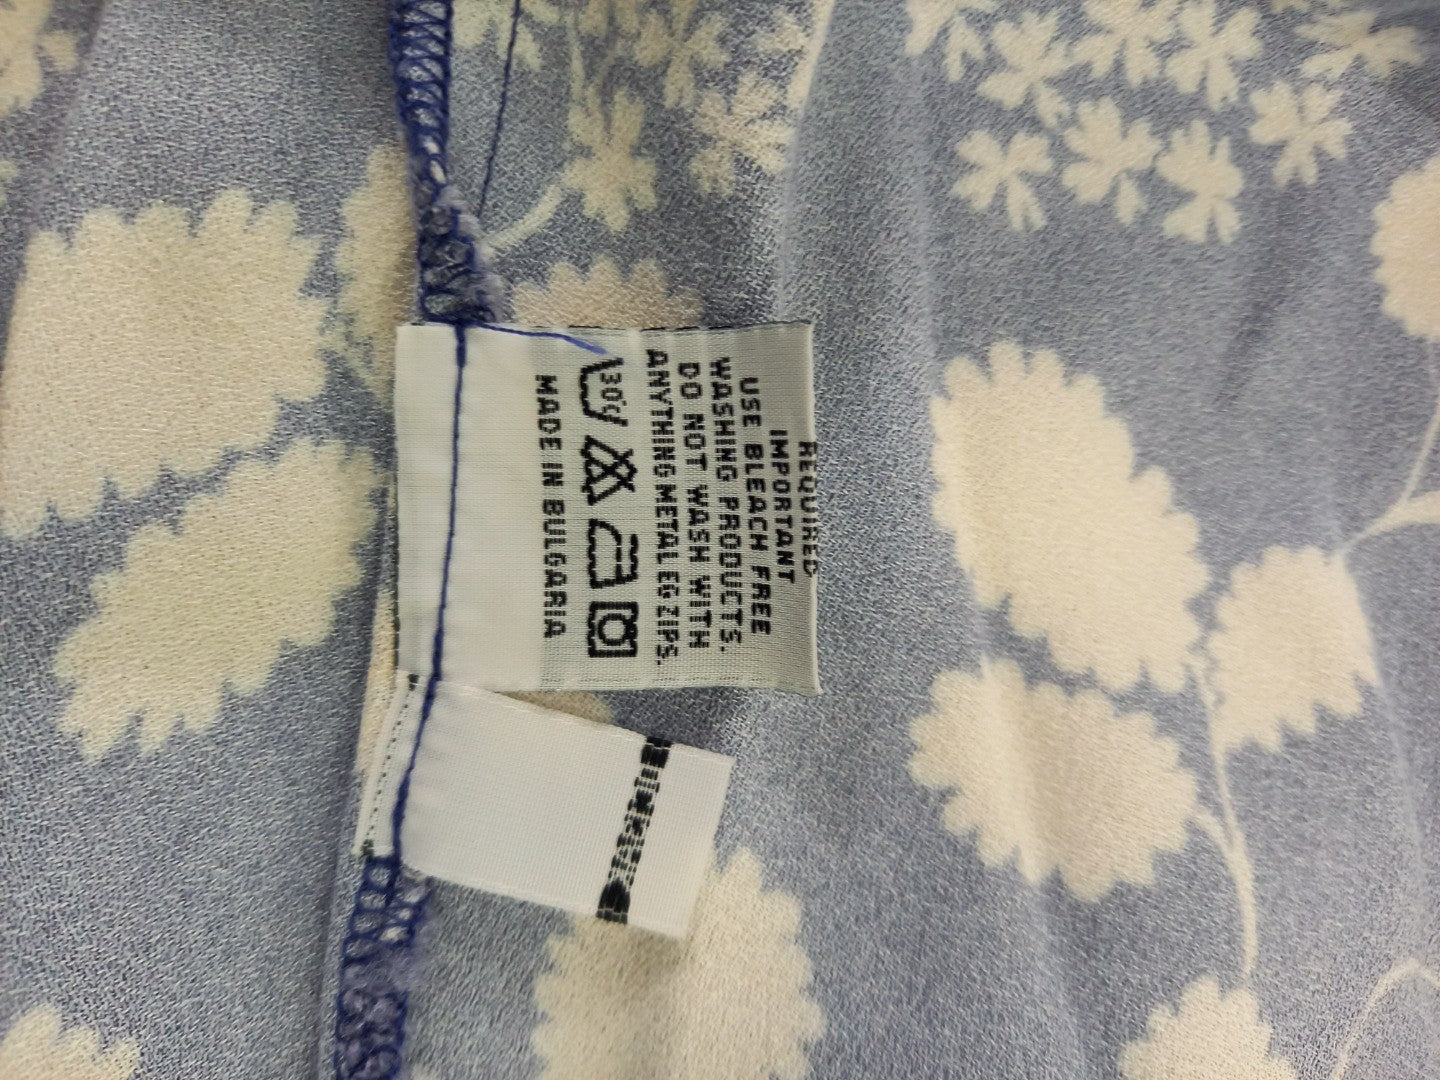 REQUIRED
IMPORTANT
USE BLEACH FREE
WASHING PRODUCTS.
DO NOT WASH WITH
ANYTHING METAL EG ZIPS.
30°c
MADE IN BULGARIA